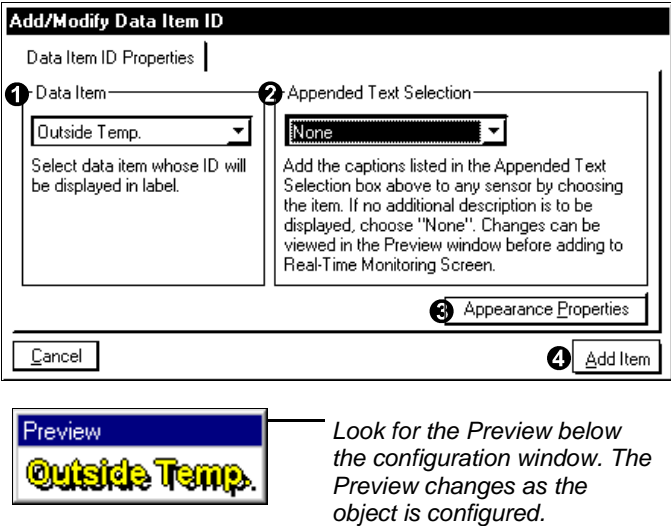 Add/Modify Data Item ID
Data Item ID Properties
1 Data Item
Outside Temp.
Select data item whose ID will
be displayed in label.
2 Appended Text Selection
None
Add the captions listed in the Appended Text
Selection box above to any sensor by choosing
the item. If no additional description is to be
displayed, choose "None". Changes can be
viewed in the Preview window before adding to
Real-Time Monitoring Screen.
3 Appearance Properties
Cancel
4 Add Item
Preview
Outside Temp.
Look for the Preview below
the configuration window. The
Preview changes as the
object is configured.